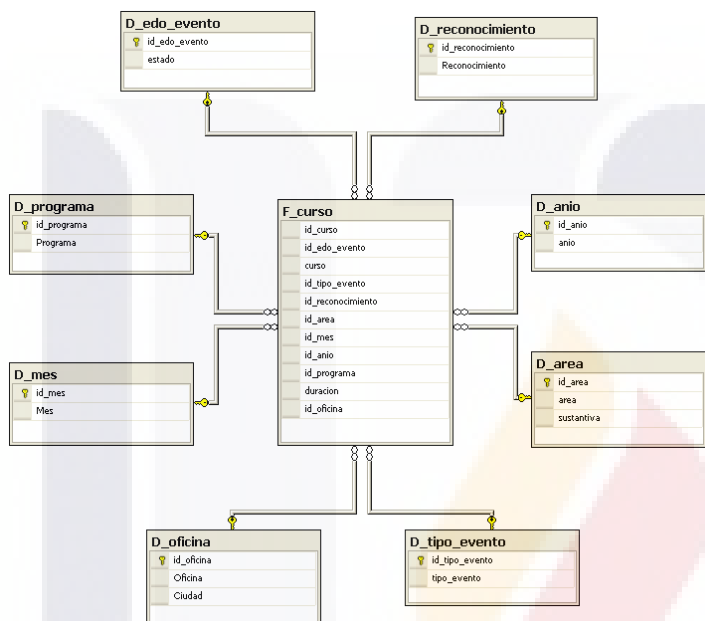 D_edo_evento
id_edo_evento
estado
D_reconocimiento
id_reconocimiento
Reconocimiento
D_programa
id_programa
Programa
F_curso
id_curso
id_edo_evento
curso
id_tipo_evento
id_reconocimiento
id_area
id_mes
id_anio
id_programa
duracion
id_oficina
D_anio
id_anio
anio
D_mes
id_mes
Mes
D_area
id_area
area
sustantiva
D_oficina
id_oficina
Oficina
Ciudad
D_tipo_evento
id_tipo_evento
tipo_evento